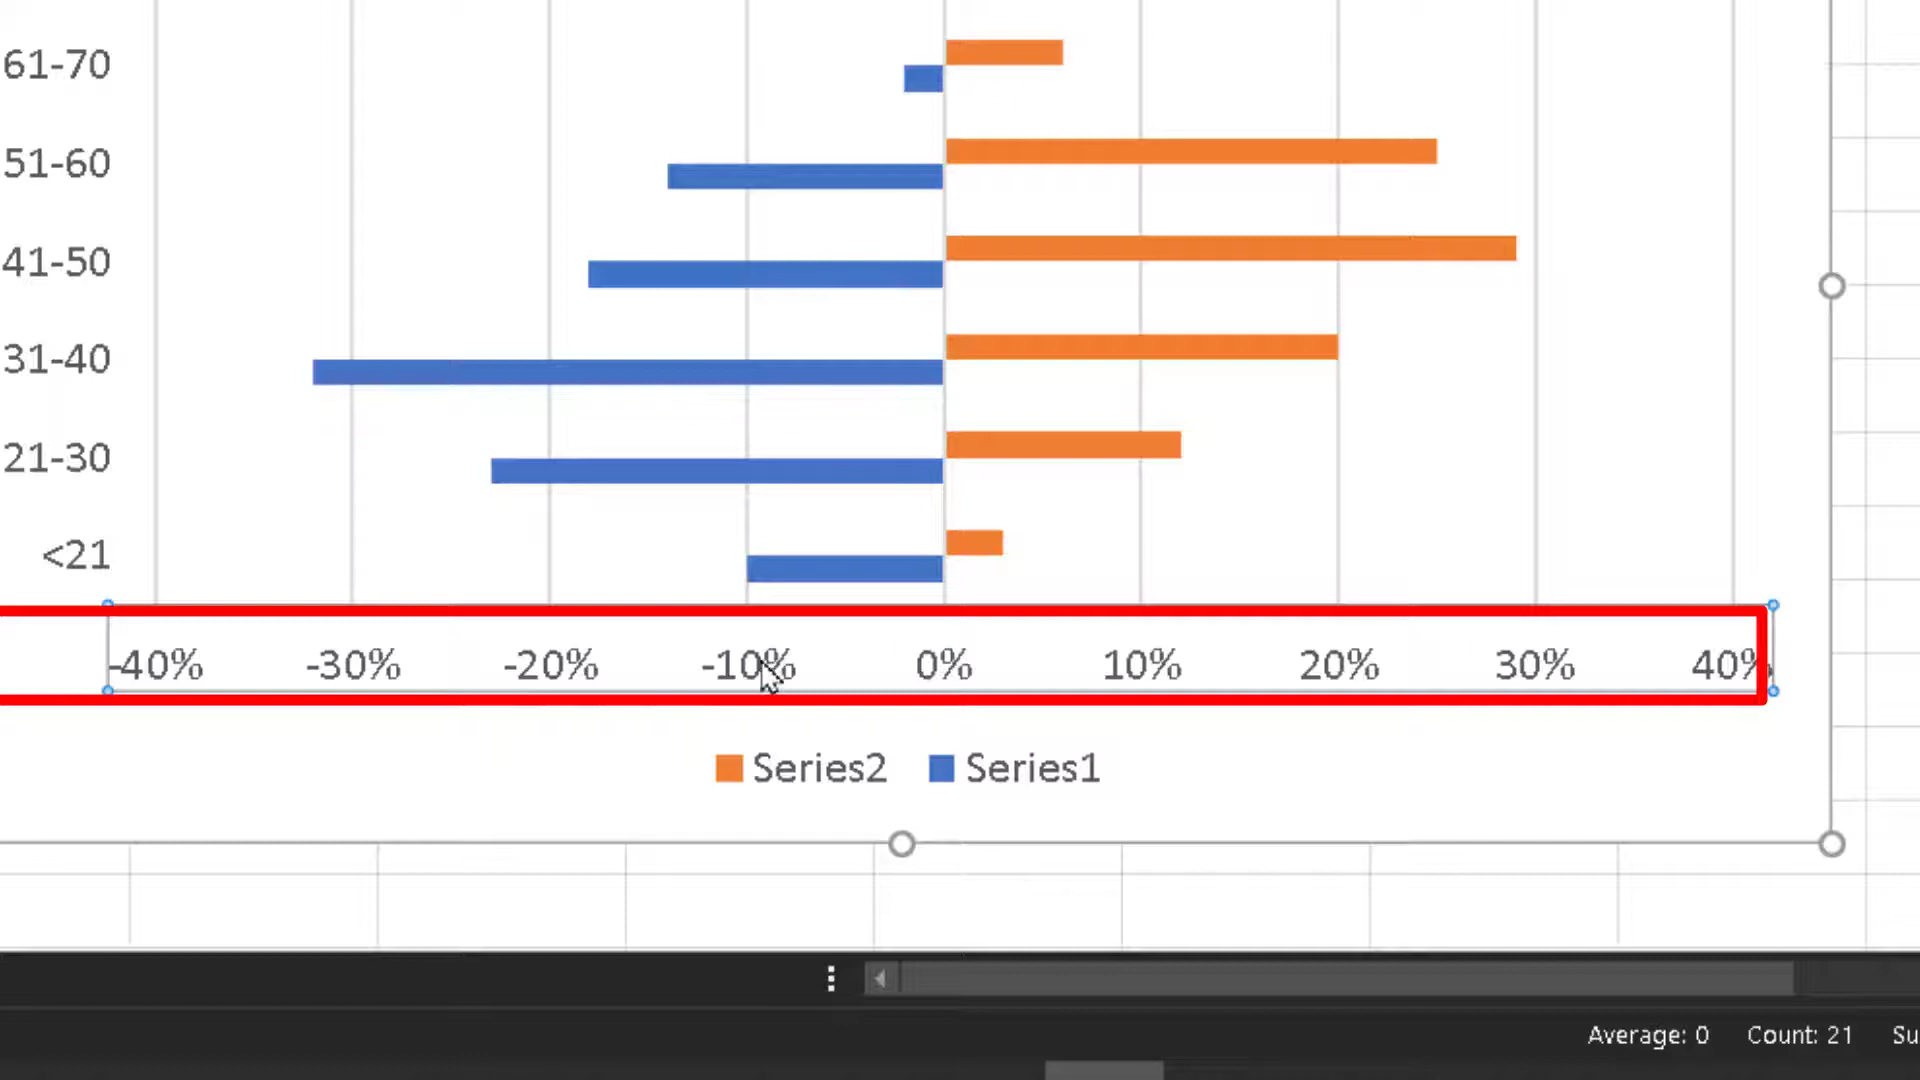 61-70
51-60
41-50
31-40
21-30
<21
-40% -30% -20% -10% 0% 10% 20% 30% 40%
Series2 Series1
Average: 0 Count: 21 Su